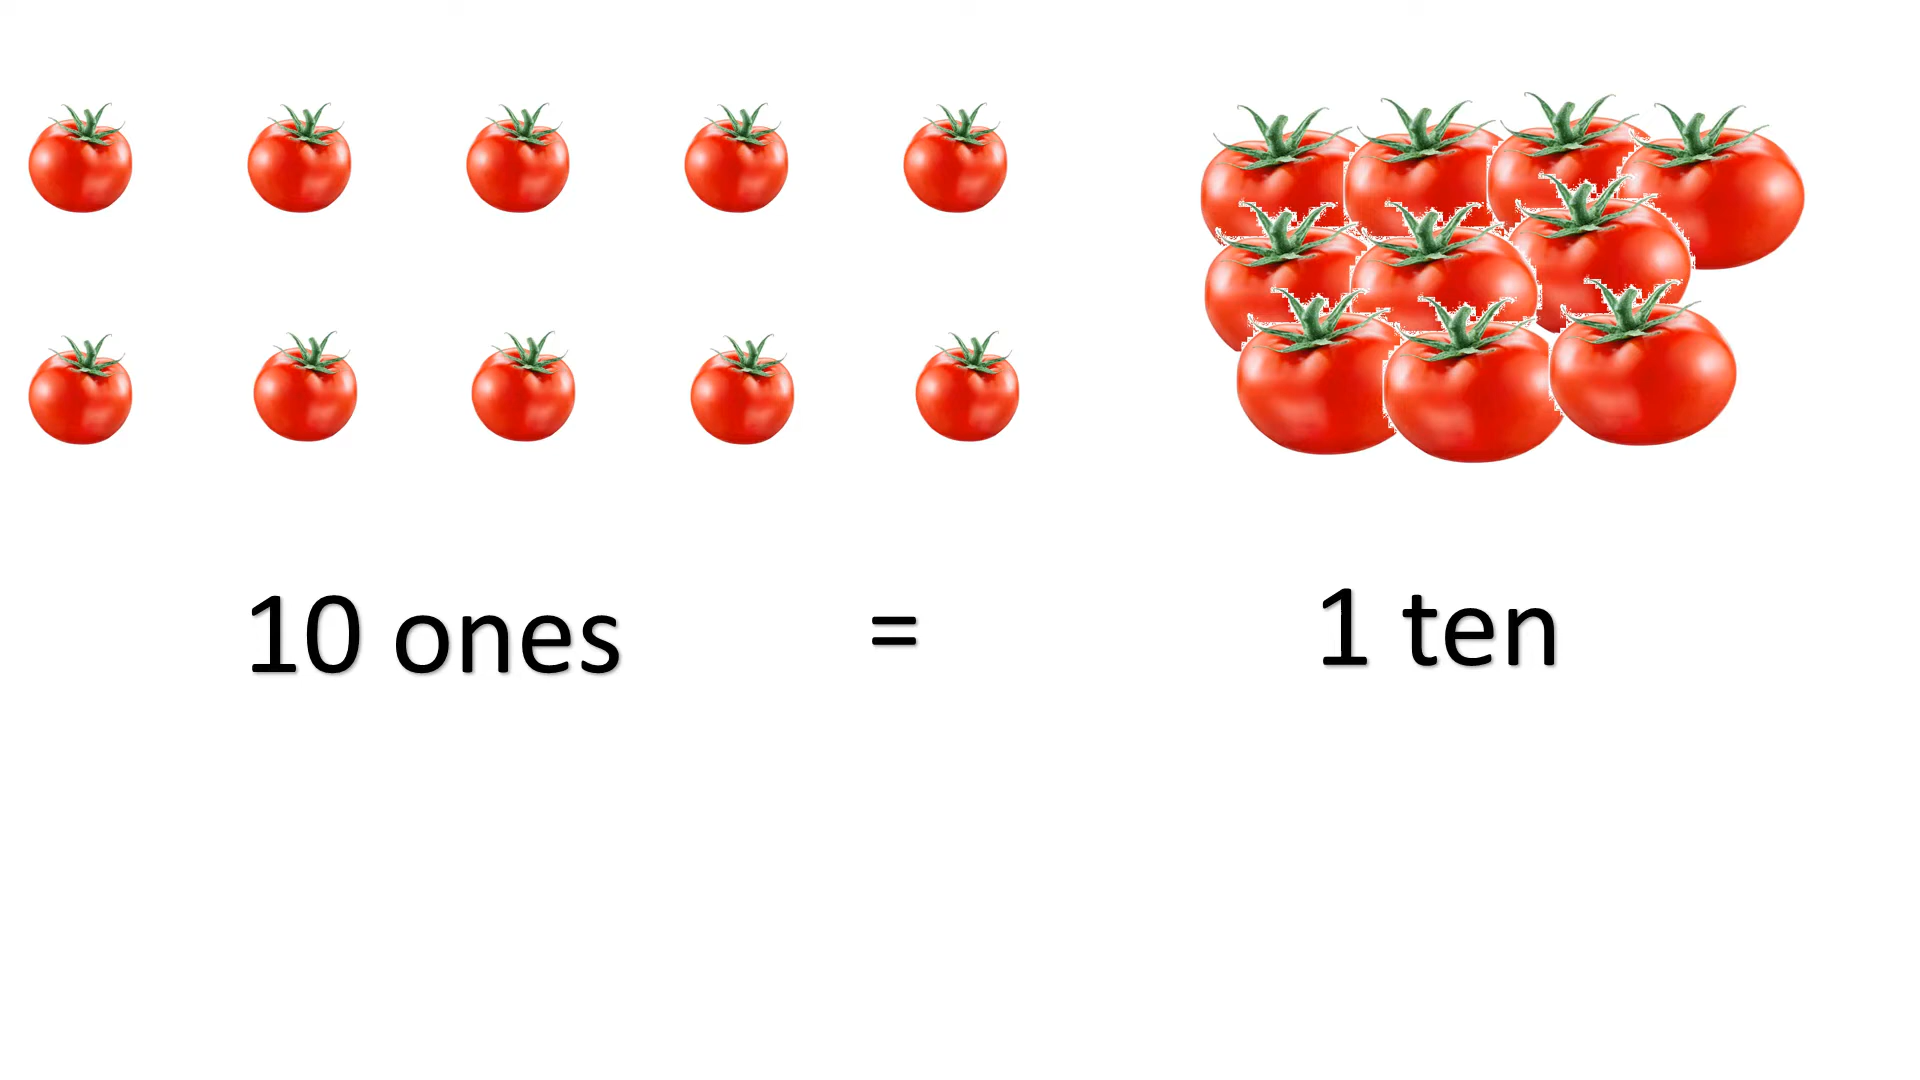 10 ones = 1 ten